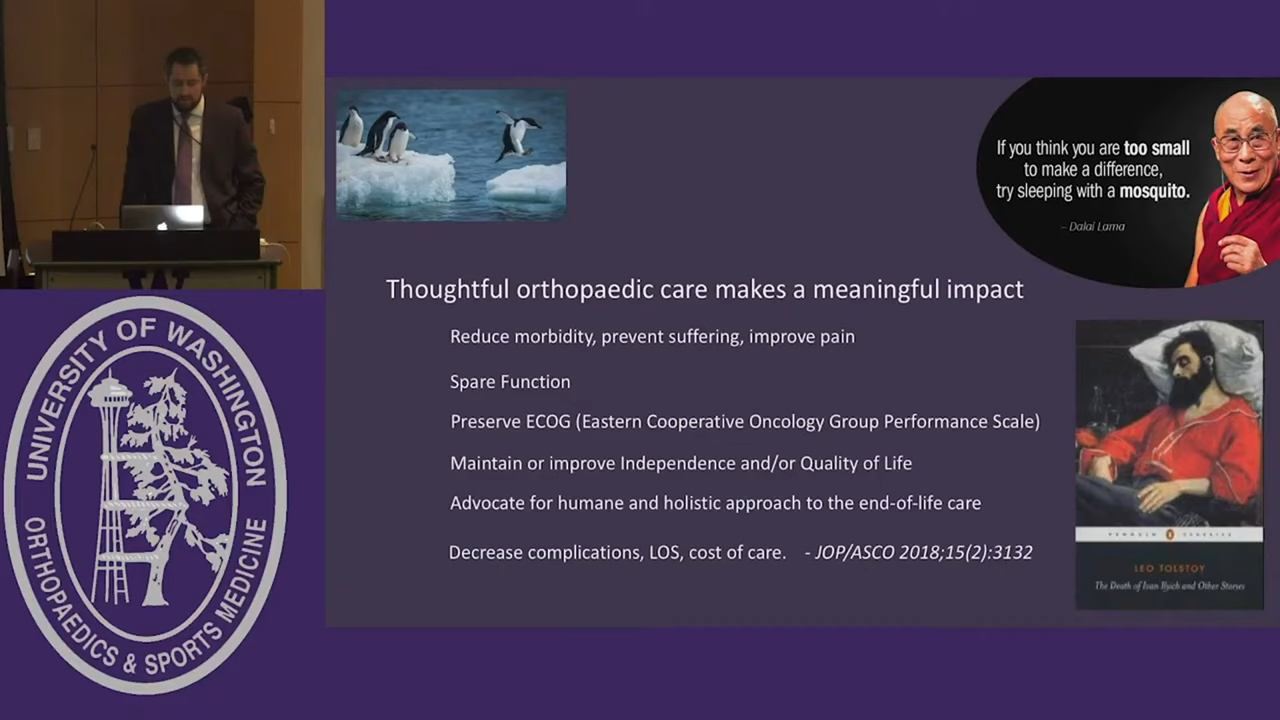 If you think you are too small
to make a difference,
try sleeping with a mosquito.
– Dalai Lama
Thoughtful orthopaedic care makes a meaningful impact
Reduce morbidity, prevent suffering, improve pain
Spare Function
Preserve ECOG (Eastern Cooperative Oncology Group Performance Scale)
Maintain or improve Independence and/or Quality of Life
Advocate for humane and holistic approach to the end-of-life care
Decrease complications, LOS, cost of care. - JOP/ASCO 2018;15(2):3132
PENGUIN CLASSICS
LEO TOLSTOY
The Death of Ivan Ilyich and Other Stories
UNIVERSITY OF WASHINGTON
ORTHOPAEDICS & SPORTS MEDICINE